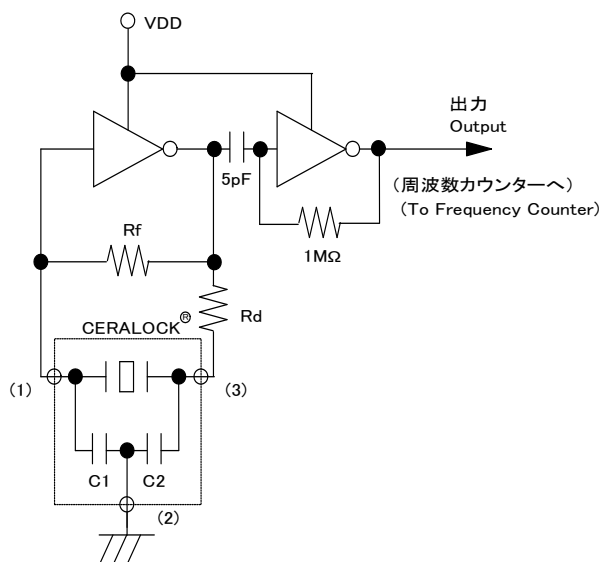 VDD
出力
Output
5pF
(周波数カウンターへ)
(To Frequency Counter)
Rf
1MΩ
Rd
CERALOCK®
(1)
(3)
C1
C2
(2)